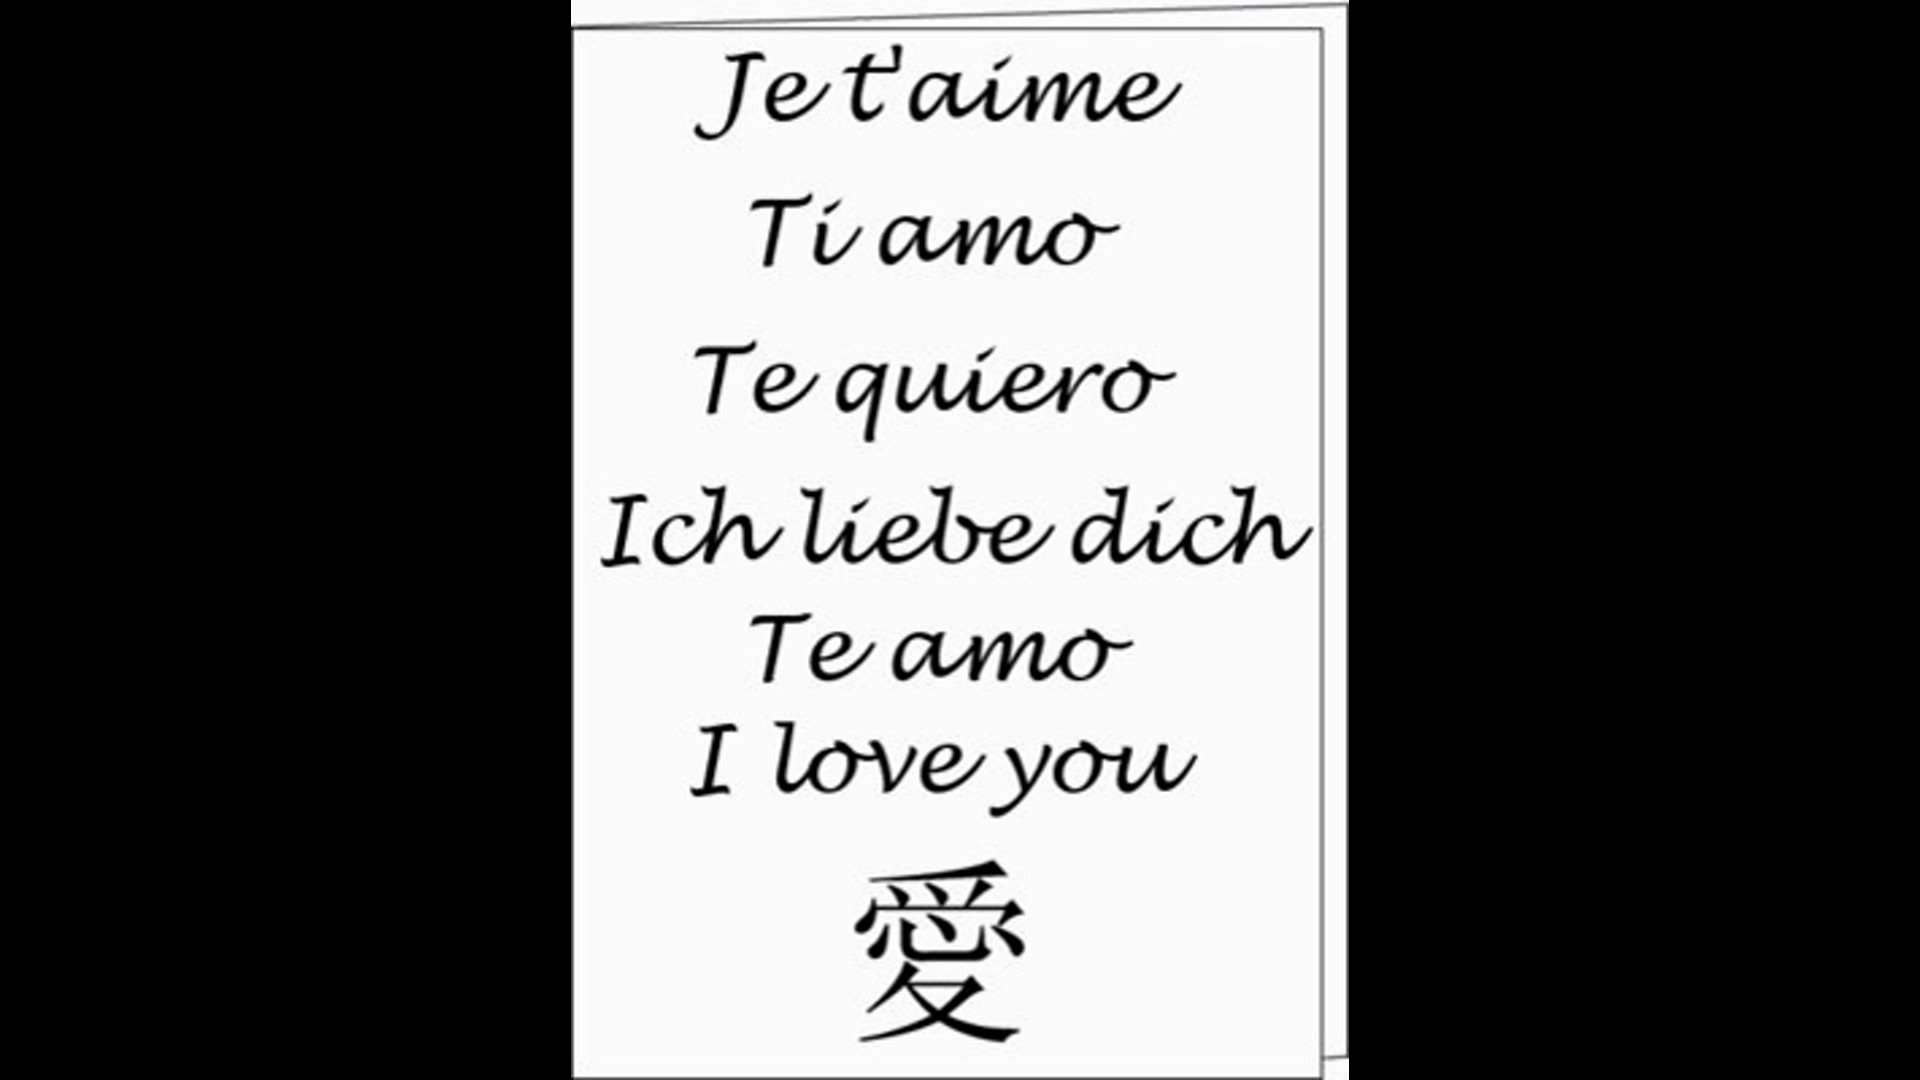 Je t'aime
Ti amo
Te quiero
Ich liebe dich
Te amo
I love you
愛